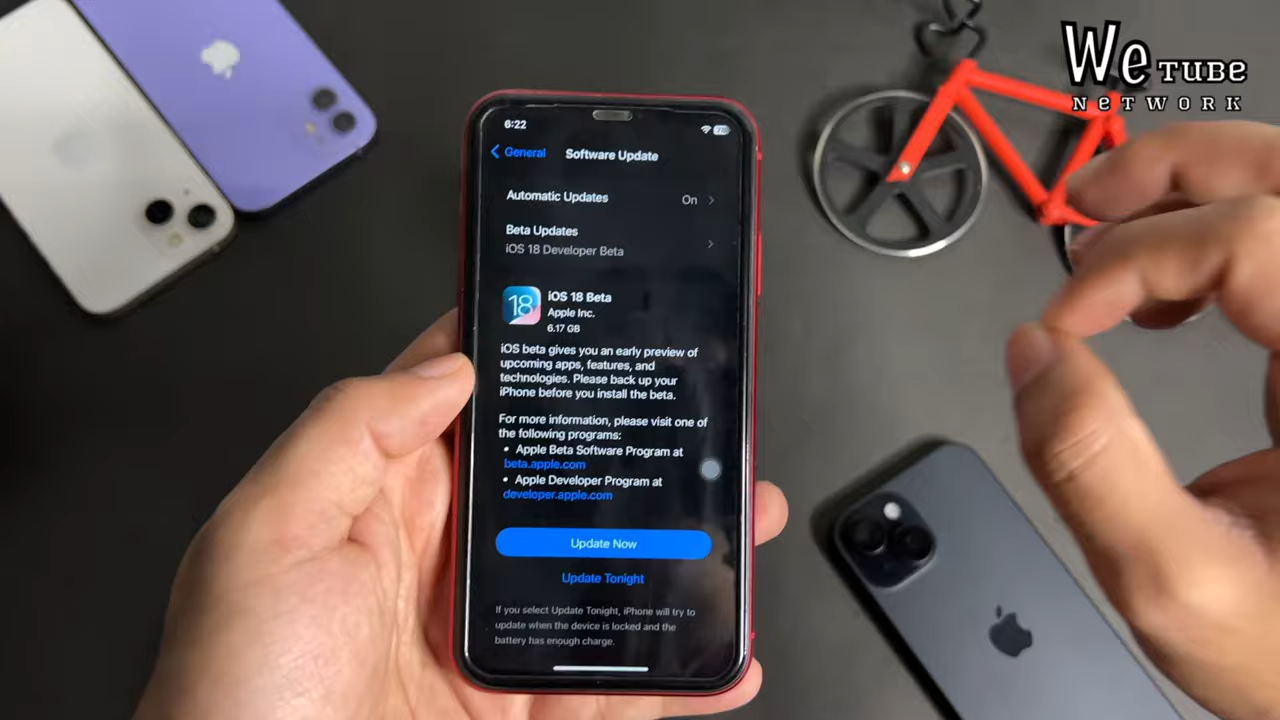 We TUBE
NETWORK
6:22
General
Software Update
Automatic Updates
On
Beta Updates
iOS 18 Developer Beta
18
iOS 18 Beta
Apple Inc.
6.17 GB
iOS beta gives you an early preview of
upcoming apps, features, and
technologies. Please back up your
iPhone before you install the beta.
For more information, please visit one of
the following programs:
• Apple Beta Software Program at
beta.apple.com
• Apple Developer Program at
developer.apple.com
Update Now
Update Tonight
If you select Update Tonight, iPhone will try to
update when the device is locked and the
battery has enough charge.